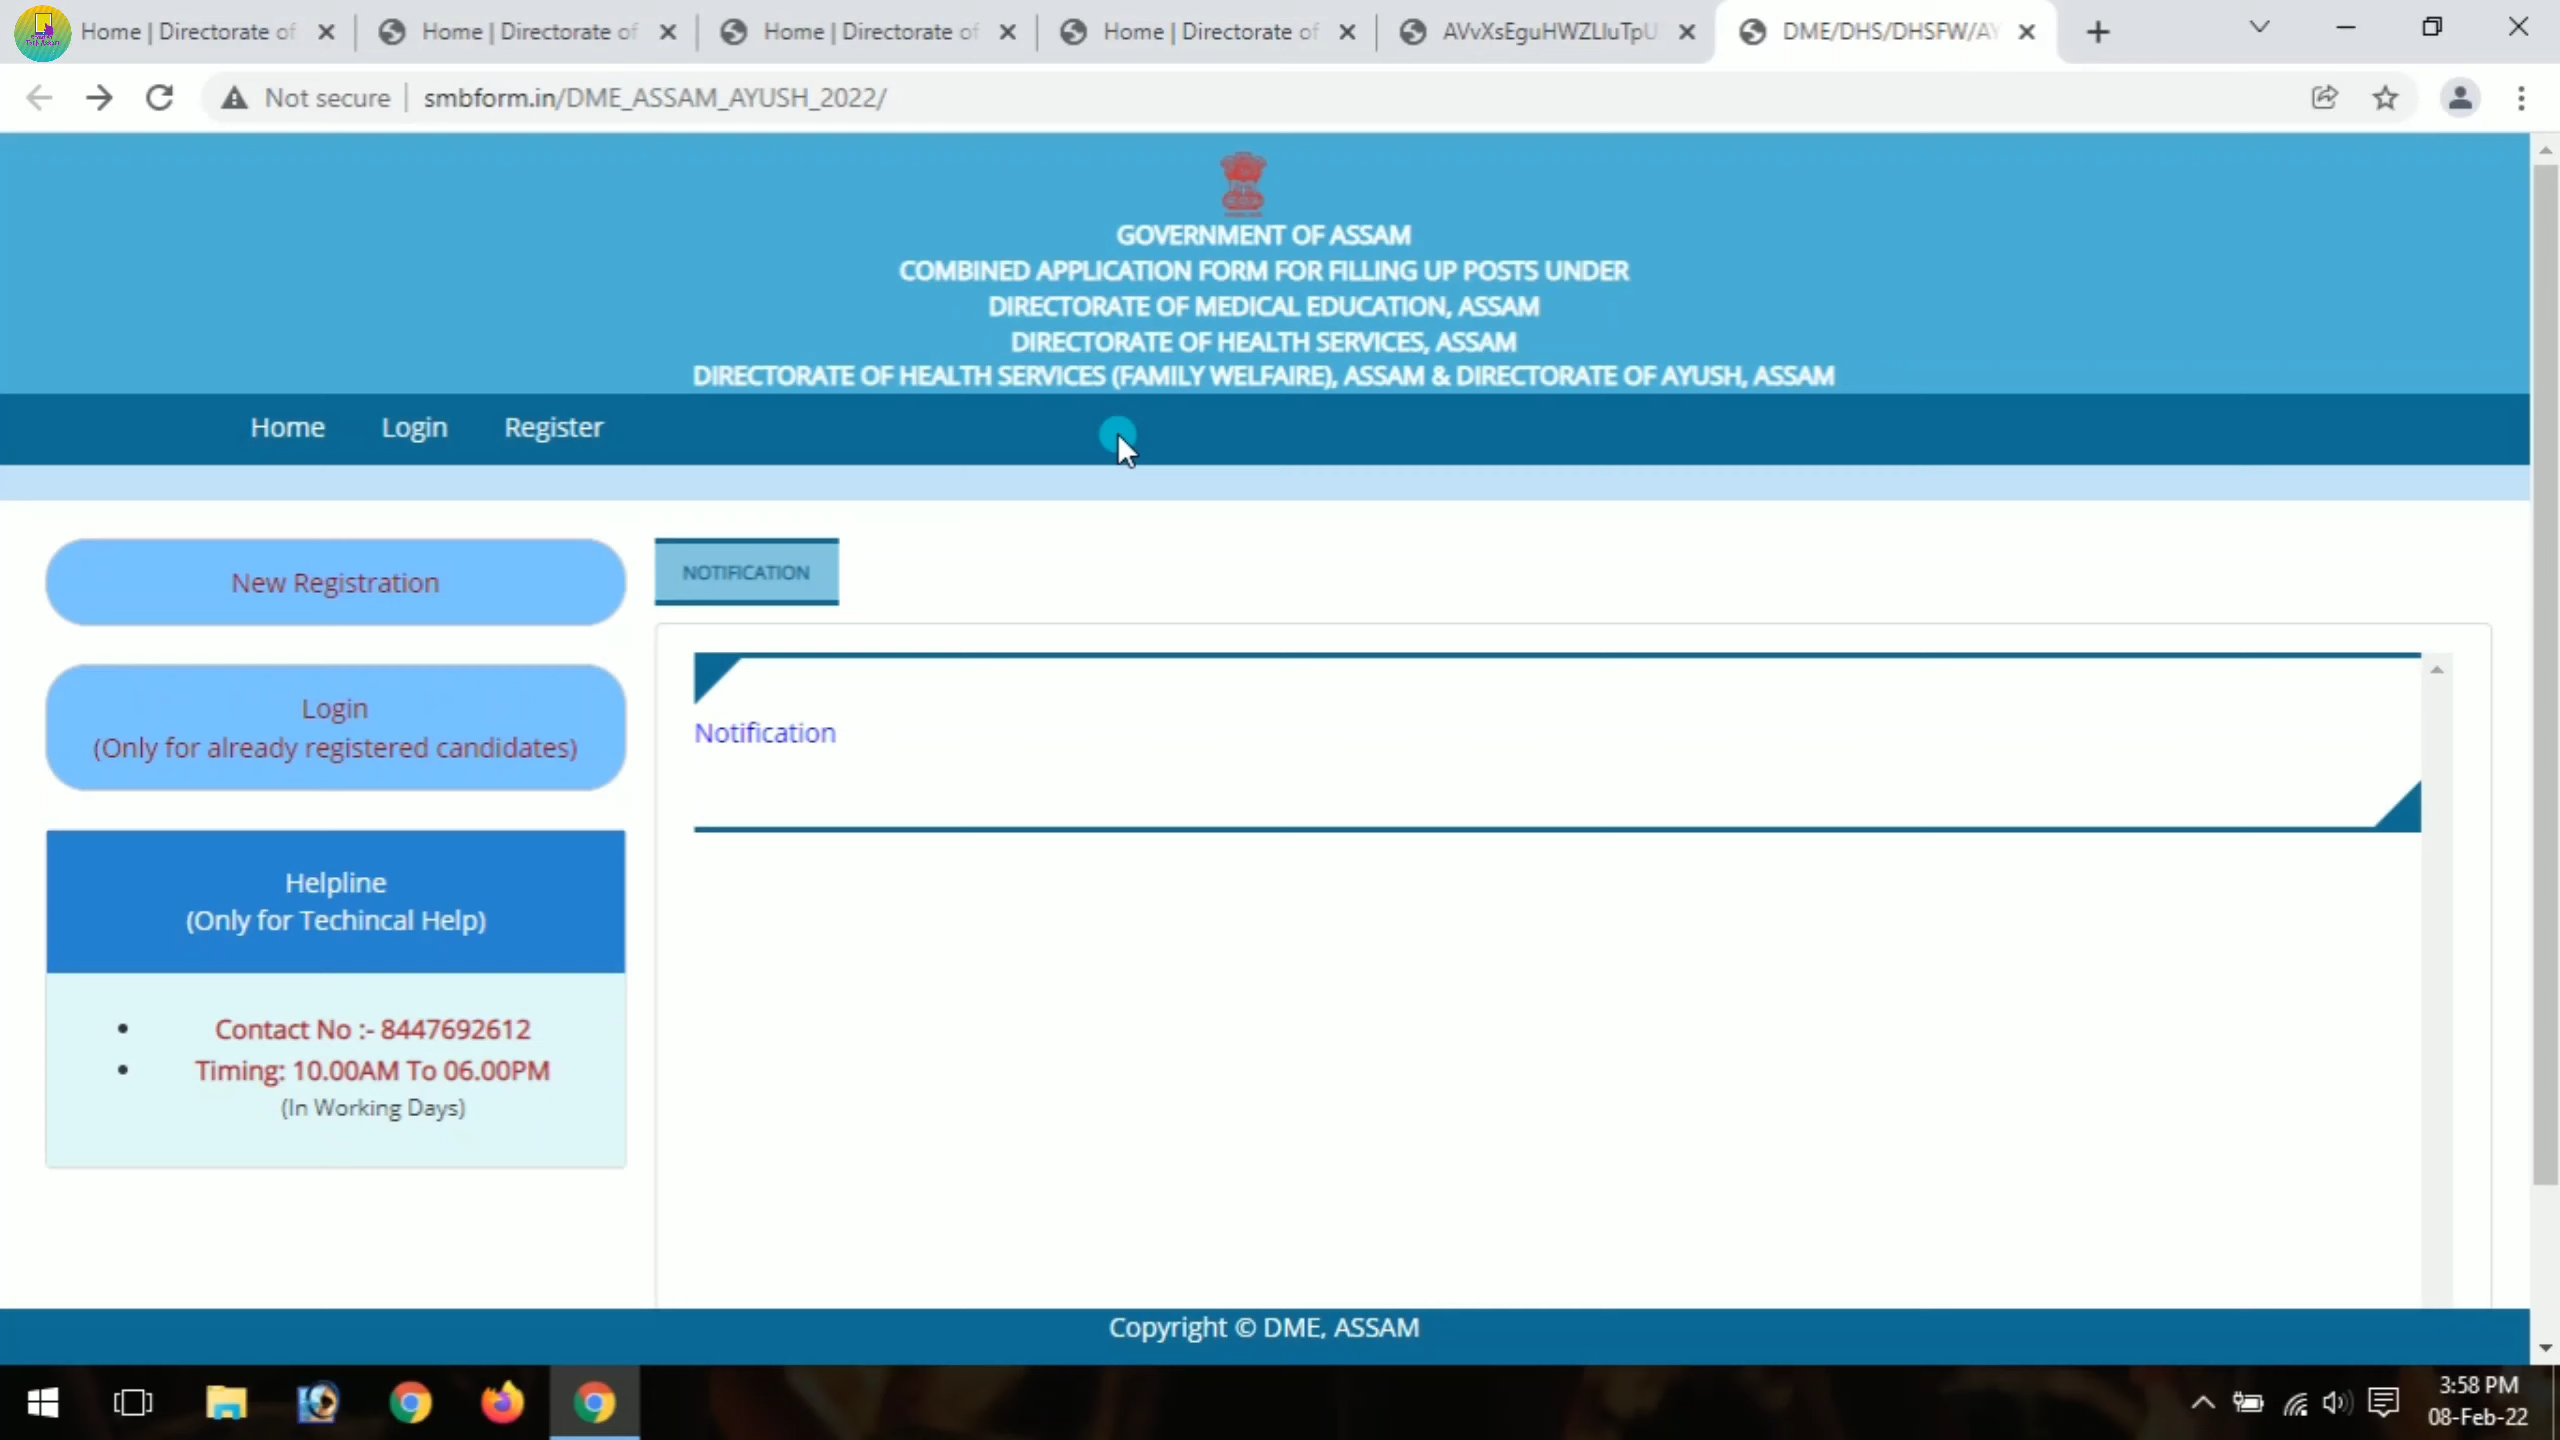 Home | Directorate of
Home | Directorate of
Home | Directorate of
Home | Directorate of
AVvXsEguHWZLIuTpU
DME/DHS/DHSFW/AY
Not secure
smbform.in/DME_ASSAM_AYUSH_2022/
GOVERNMENT OF ASSAM
COMBINED APPLICATION FORM FOR FILLING UP POSTS UNDER
DIRECTORATE OF MEDICAL EDUCATION, ASSAM
DIRECTORATE OF HEALTH SERVICES, ASSAM
DIRECTORATE OF HEALTH SERVICES (FAMILY WELFAIRE), ASSAM & DIRECTORATE OF AYUSH, ASSAM
Home
Login
Register
New Registration
Login
(Only for already registered candidates)
Helpline
(Only for Techincal Help)
Contact No :- 8447692612
Timing: 10.00AM To 06.00PM
(In Working Days)
NOTIFICATION
Notification
Copyright © DME, ASSAM
3:58 PM
08-Feb-22